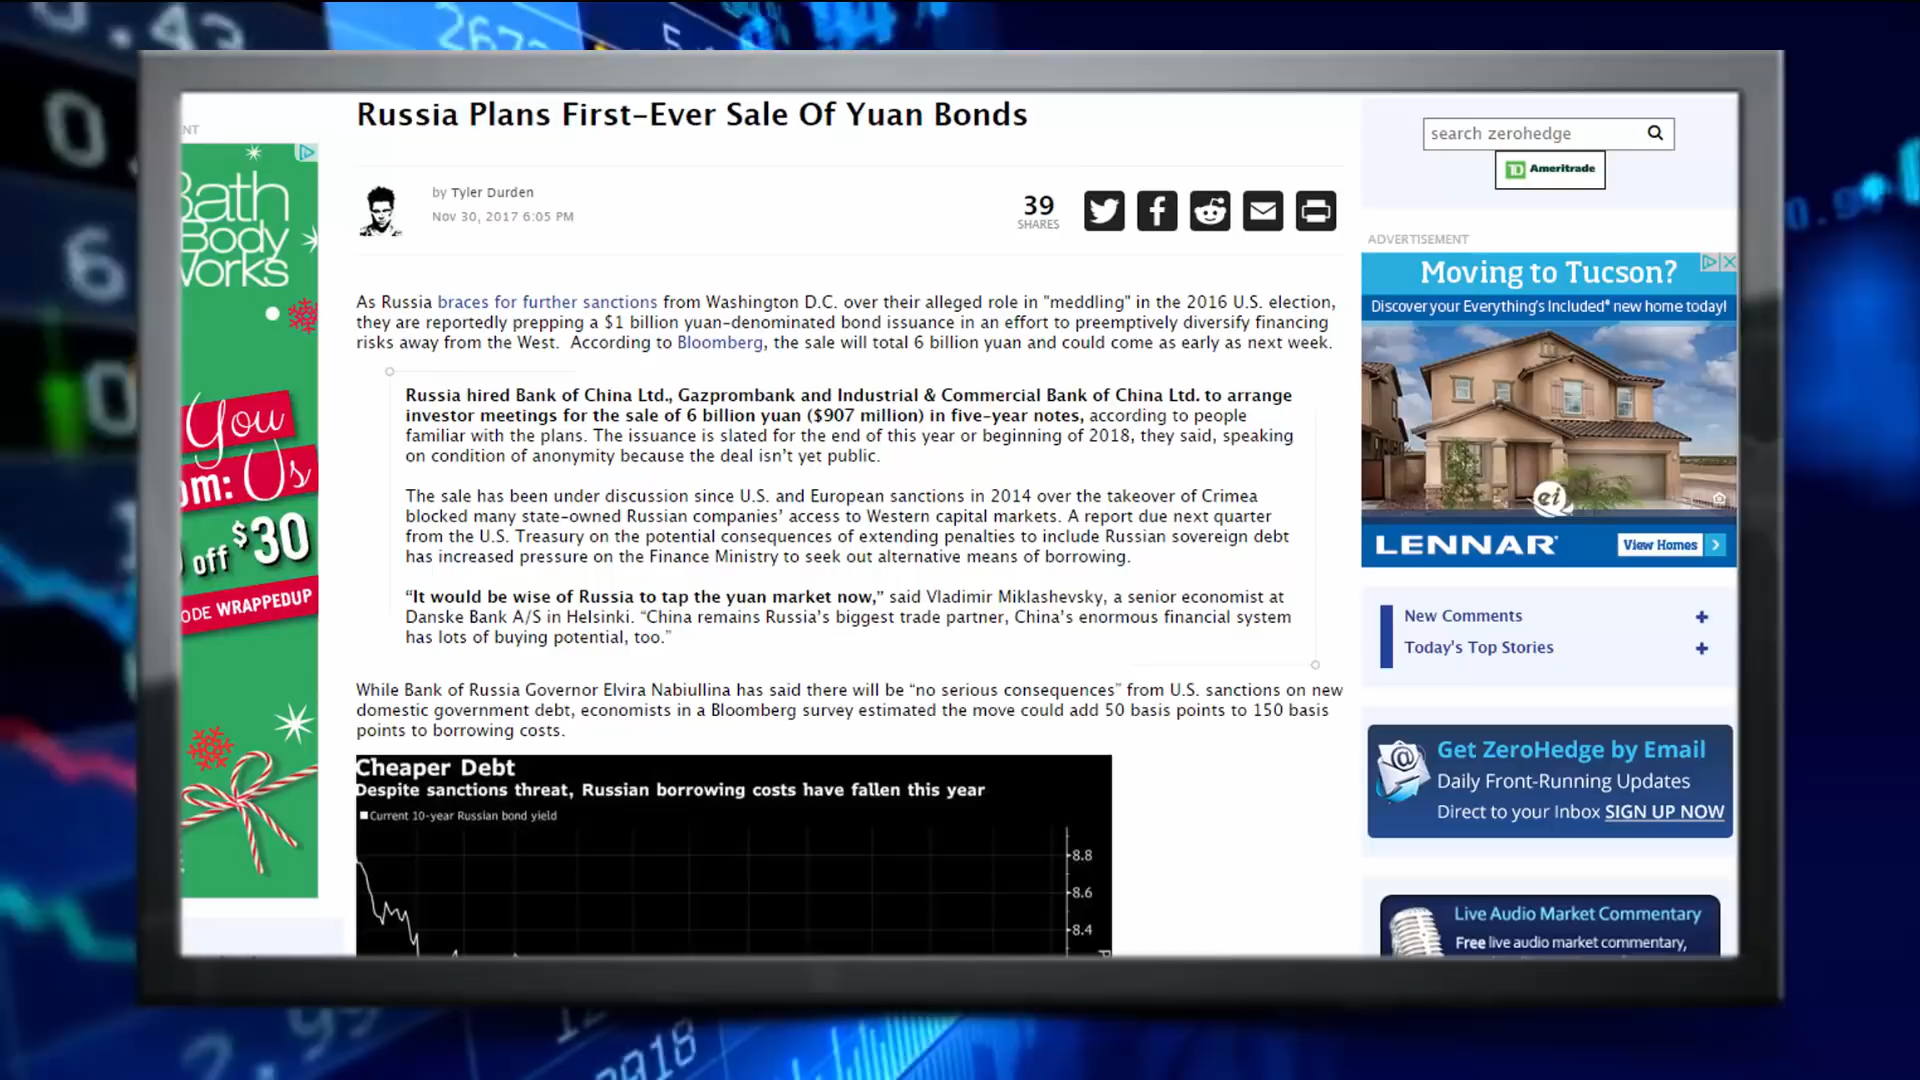 Russia Plans First-Ever Sale Of Yuan Bonds
by Tyler Durden
Nov 30, 2017 6:05 PM
39
SHARES
As Russia braces for further sanctions from Washington D.C. over their alleged role in "meddling" in the 2016 U.S. election,
they are reportedly prepping a $1 billion yuan-denominated bond issuance in an effort to preemptively diversify financing
risks away from the West.  According to Bloomberg, the sale will total 6 billion yuan and could come as early as next week.
Russia hired Bank of China Ltd., Gazprombank and Industrial & Commercial Bank of China Ltd. to arrange
investor meetings for the sale of 6 billion yuan ($907 million) in five-year notes, according to people
familiar with the plans. The issuance is slated for the end of this year or beginning of 2018, they said, speaking
on condition of anonymity because the deal isn't yet public.
The sale has been under discussion since U.S. and European sanctions in 2014 over the takeover of Crimea
blocked many state-owned Russian companies' access to Western capital markets. A report due next quarter
from the U.S. Treasury on the potential consequences of extending penalties to include Russian sovereign debt
has increased pressure on the Finance Ministry to seek out alternative means of borrowing.
“It would be wise of Russia to tap the yuan market now,” said Vladimir Miklashevsky, a senior economist at
Danske Bank A/S in Helsinki. “China remains Russia's biggest trade partner, China's enormous financial system
has lots of buying potential, too.”
While Bank of Russia Governor Elvira Nabiullina has said there will be “no serious consequences” from U.S. sanctions on new
domestic government debt, economists in a Bloomberg survey estimated the move could add 50 basis points to 150 basis
points to borrowing costs.
Cheaper Debt
Despite sanctions threat, Russian borrowing costs have fallen this year
Current 10-year Russian bond yield
8.8
8.6
8.4
NT
Bath
Body
Works
You
om: Us
off $30
ODE WRAPPEDUP
search zerohedge
TD Ameritrade
ADVERTISEMENT
Moving to Tucson?
Discover your Everything's Included® new home today!
ei
LENNAR
View Homes
New Comments
Today's Top Stories
Get ZeroHedge by Email
Daily Front-Running Updates
Direct to your Inbox SIGN UP NOW
Live Audio Market Commentary
Free live audio market commentary,